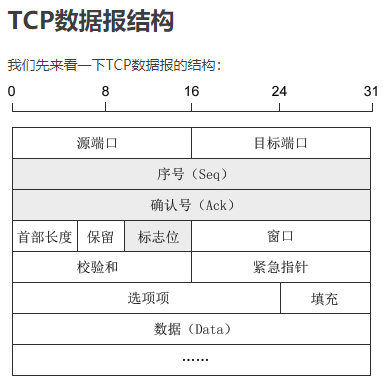 TCP数据报结构
我们先来看一下TCP数据报的结构：
0 8 16 24 31
源端口 目标端口
序号（Seq）
确认号（Ack）
首部长度 保留 标志位 窗口
校验和 紧急指针
选项项 填充
数据（Data）
……